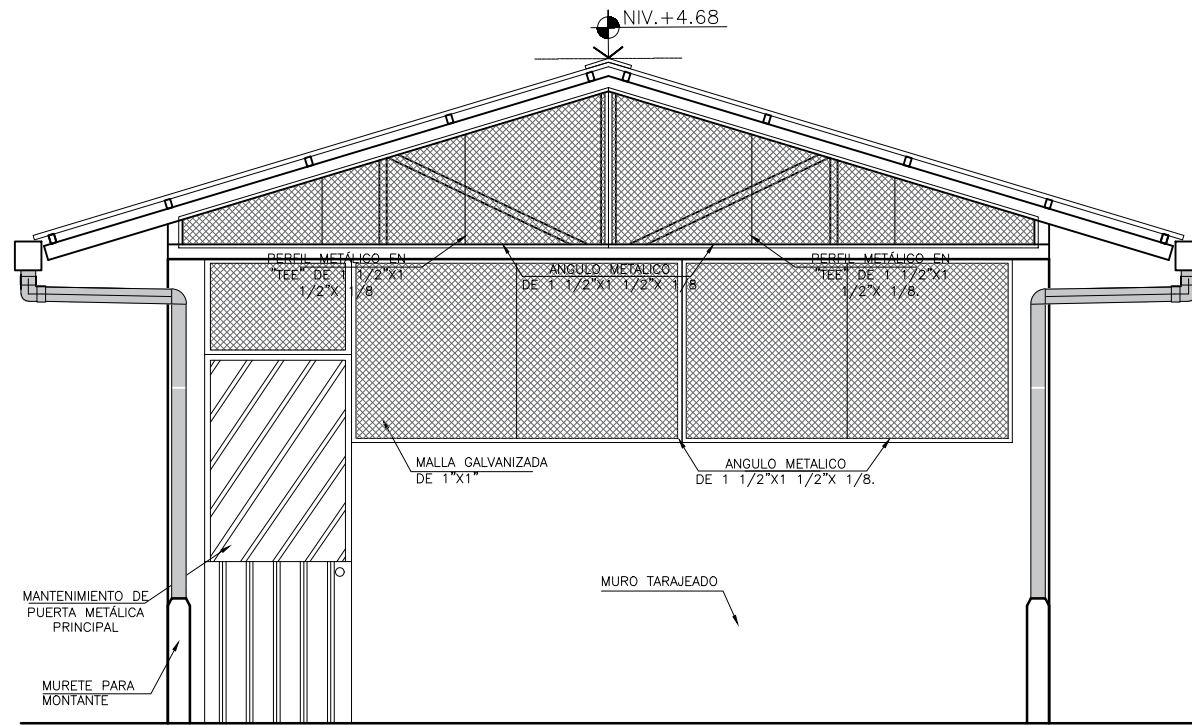 NIV.+4.68
PERFIL METÁLICO EN
"TEE" DE 1 1/2"X1
1/2"X 1/8
ANGULO METALICO
DE 1 1/2"X1 1/2"X 1/8
PERFIL METÁLICO EN
"TEE" DE 1 1/2"X1
1/2"X 1/8.
MALLA GALVANIZADA
DE 1"X1"
ANGULO METALICO
DE 1 1/2"X1 1/2"X 1/8.
MURO TARAJEADO
MANTENIMIENTO DE
PUERTA METÁLICA
PRINCIPAL
MURETE PARA
MONTANTE